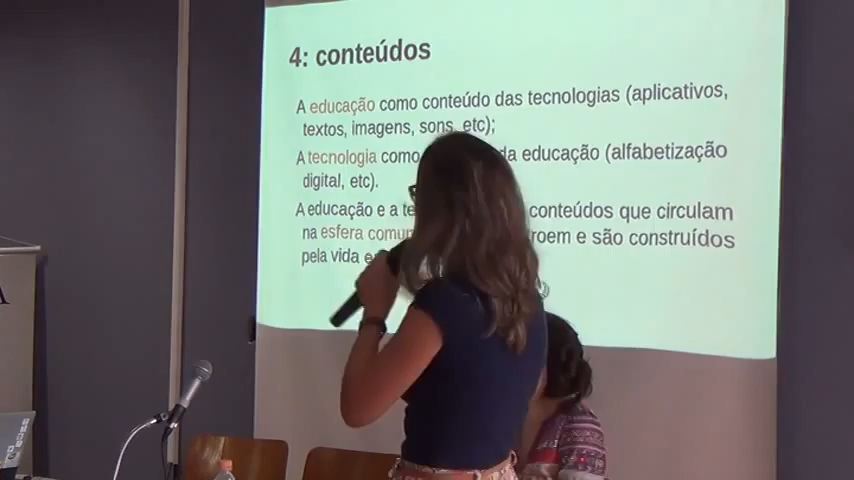 4: conteúdos
A educação como conteúdo das tecnologias (aplicativos,
textos, imagens, sons, etc);
A tecnologia como da educação (alfabetização
digital, etc).
A educação e a conteúdos que circulam
na esfera e são construídos
pela vida